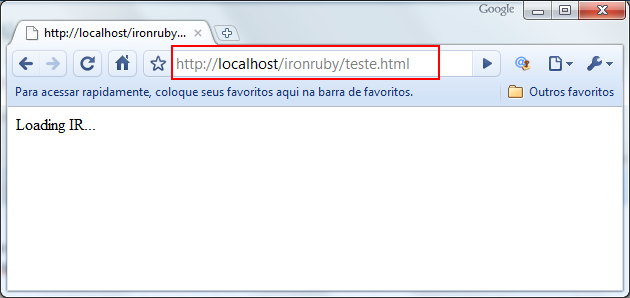 Google
http://localhost/ironruby...
http://localhost/ironruby/teste.html
Para acessar rapidamente, coloque seus favoritos aqui na barra de favoritos.
Outros favoritos
Loading IR...